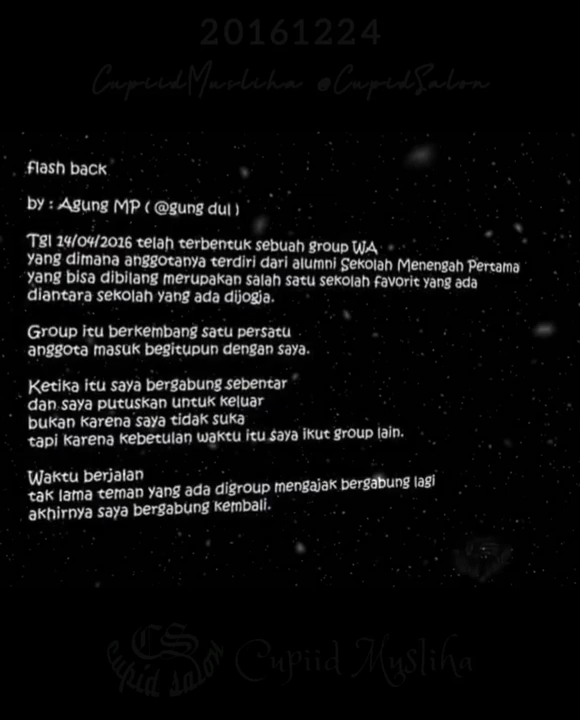 20161224
CupiidMusliha @CupidSalon
flash back
by : Agung MP ( @gung dul )
Tgl 14/04/2016 telah terbentuk sebuah group WA
yang dimana anggotanya terdiri dari alumni Sekolah Menengah Pertama
yang bisa dibilang merupakan salah satu sekolah favorit yang ada
diantara sekolah yang ada dijogja.
Group itu berkembang satu persatu
anggota masuk begitupun dengan saya.
Ketika itu saya bergabung sebentar
dan saya putuskan untuk keluar
bukan karena saya tidak suka
tapi karena kebetulan waktu itu saya ikut group lain.
Waktu berjalan
tak lama teman yang ada digroup mengajak bergabung lagi
akhirnya saya bergabung kembali.
CS
cupid salon
Cupiid Musliha